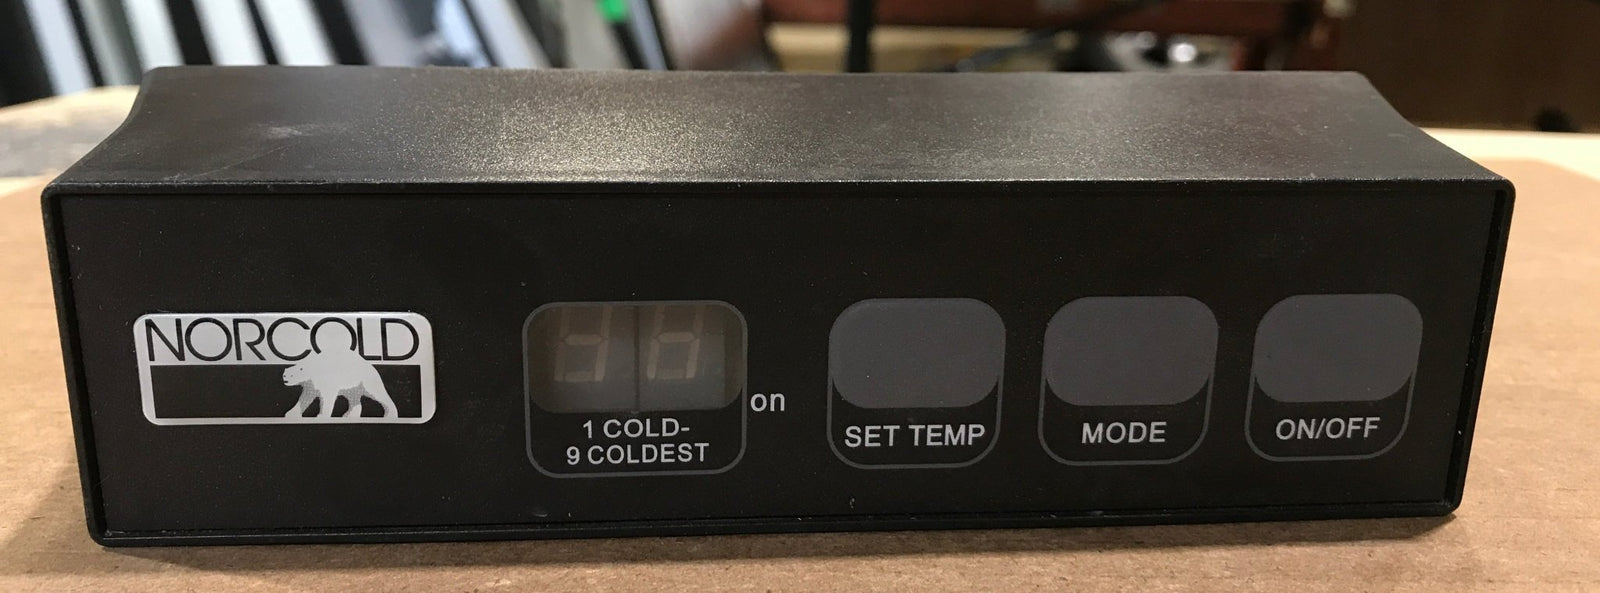 NORCOLD
1 COLD-
9 COLDEST
on
SET TEMP
MODE
ON/OFF